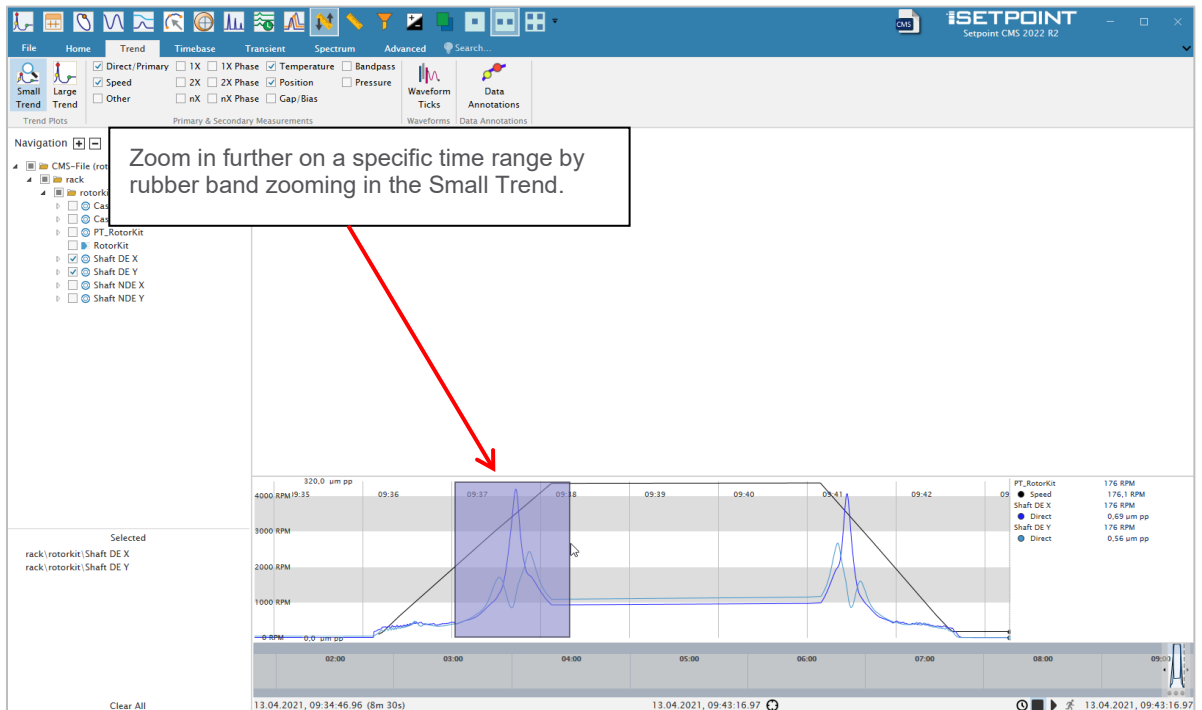 CMS
SETPOINT
Setpoint CMS 2022 R2
File Home Trend Timebase Transient Spectrum Advanced Search...
Small Trend
Large Trend
Direct/Primary 1X 1X Phase Temperature Bandpass
Speed 2X 2X Phase Position Pressure
Other nX nX Phase Gap/Bias
Waveform Ticks
Data Annotations
Trend Plots Primary & Secondary Measurements Waveforms Data Annotations
Navigation
Zoom in further on a specific time range by
rubber band zooming in the Small Trend.
CMS-File (rot
rack
rotorki
Cas
Cas
PT_RotorKit
RotorKit
Shaft DE X
Shaft DE Y
Shaft NDE X
Shaft NDE Y
320,0 um pp
4000 RPM 09:35 09:36 09:37 09:38 09:39 09:40 09:41 09:42 09
3000 RPM
2000 RPM
1000 RPM
0 RPM 0,0 um pp
PT_RotorKit 176 RPM
Speed 176,1 RPM
Shaft DE X 176 RPM
Direct 0,69 µm pp
Shaft DE Y 176 RPM
Direct 0,56 µm pp
Selected
rack\rotorkit\Shaft DE X
rack\rotorkit\Shaft DE Y
02:00 03:00 04:00 05:00 06:00 07:00 08:00
Clear All
13.04.2021, 09:34:46.96 (8m 30s) 13.04.2021, 09:43:16.97 13.04.2021, 09:43:16.97